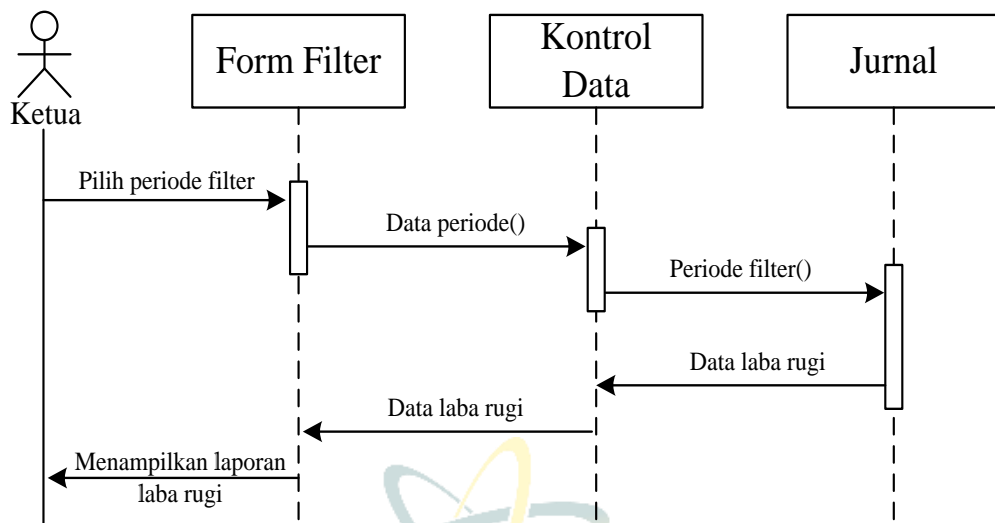 Ketua
Form Filter
Kontrol
Data
Jurnal
Pilih periode filter
Data periode()
Periode filter()
Data laba rugi
Data laba rugi
Menampilkan laporan
laba rugi